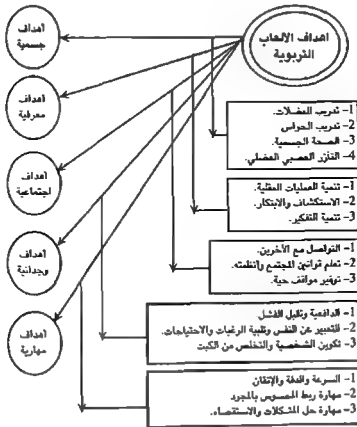 اهداف الألعاب
التربوية
أهداف
جسمية
أهداف
معرفية
أهداف
اجتماعية
أهداف
وجدانية
أهداف
مهارية
1- تدريب العضلات.
2- تدريب الحواس
3- الصحة الجسمية.
4- التآزر العصبي العضلي.
1- تنمية العمليات العقلية.
2- الاستكشاف والابتكار.
3- تنمية التفكير.
1- التواصل مع الآخرين.
2- تعلم قوانين المجتمع وأنظمته.
3- توفير مواقف حية.
1- الدافعية وتقليل الفشل
2- للتعبير عن النفس وتلبية الرغبات والاحتياجات.
3- تكوين الشخصية والتخلص من الكبت
1- السرعة والدقة والإتقان
2- مهارة ربط المحسوس بالمجرد
3- مهارة حل المشكلات والاستقصاء.